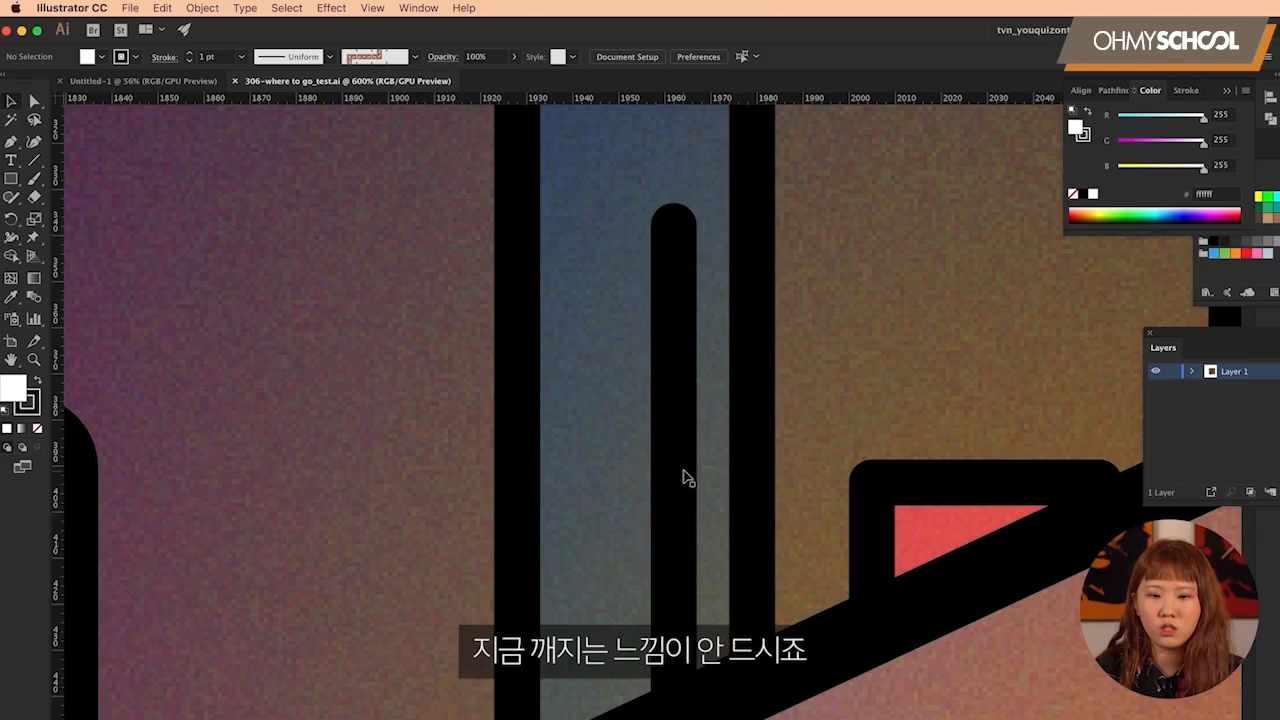 Illustrator CC File Edit Object Type Select Effect View Window Help
Ai Br St tvn_youquizont
OHMYSCHOOL
No Selection Stroke: 1 pt Uniform Opacity: 100% Style: Document Setup Preferences
× Untitled-1 @ 56% (RGB/GPU Preview) × 306-where to go_test.ai @ 600% (RGB/GPU Preview)
Align Pathfinc Color Stroke
1830 1840 1850 1860 1870 1880 1890 1900 1910 1920 1930 1940 1950 1960 1970 1980 1990 2000 2010 2020 2030 2040
R 255
G 255
B 255
# ffffff
Layers
Layer 1
1 Layer
지금 깨지는 느낌이 안 드시죠